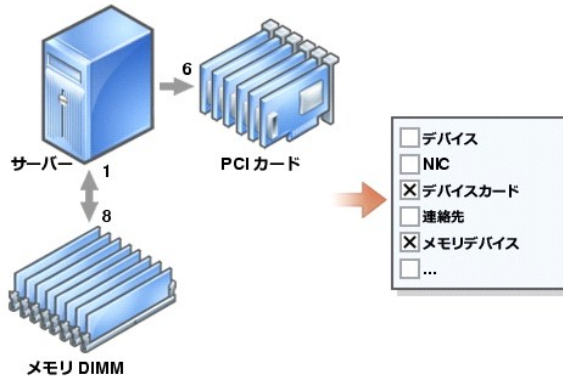 6
サーバー
1
PCI カード
8
メモリ DIMM
デバイス
NIC
デバイスカード
連絡先
メモリデバイス
...